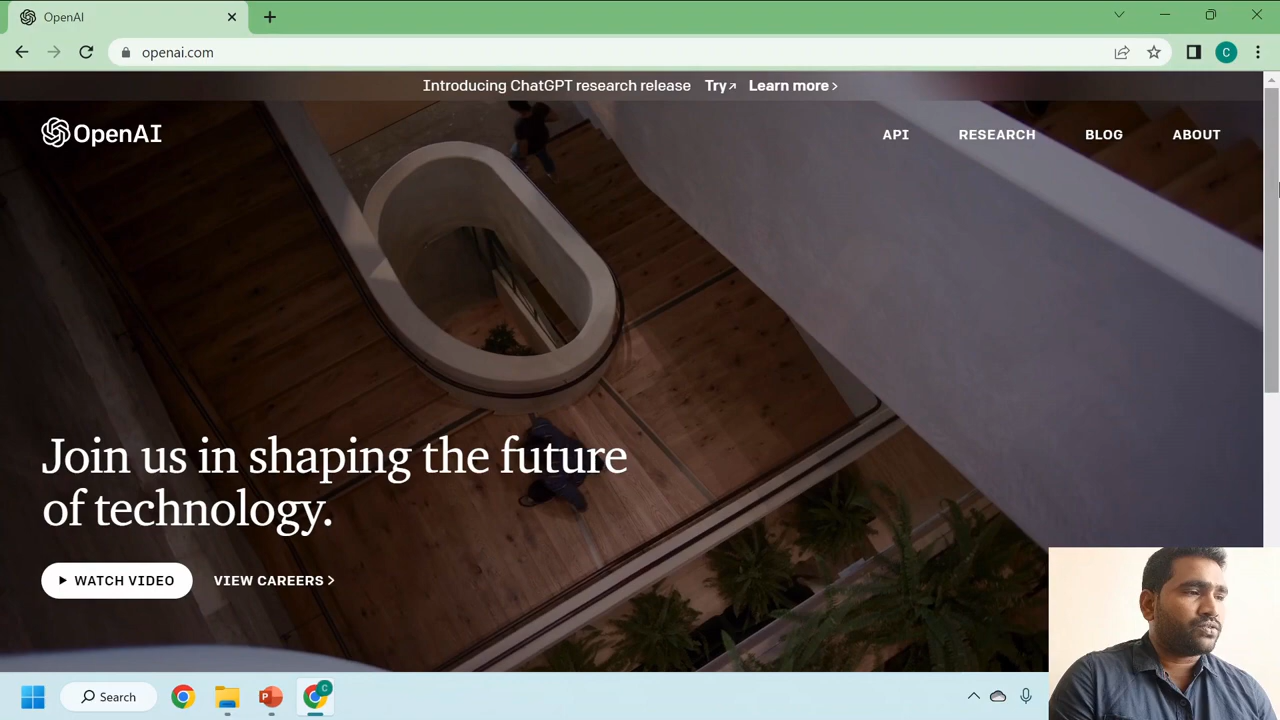 OpenAI
openai.com
C
Introducing ChatGPT research release Try↗ Learn more >
OpenAI
API RESEARCH BLOG ABOUT
Join us in shaping the future
of technology.
WATCH VIDEO VIEW CAREERS >
Search
C